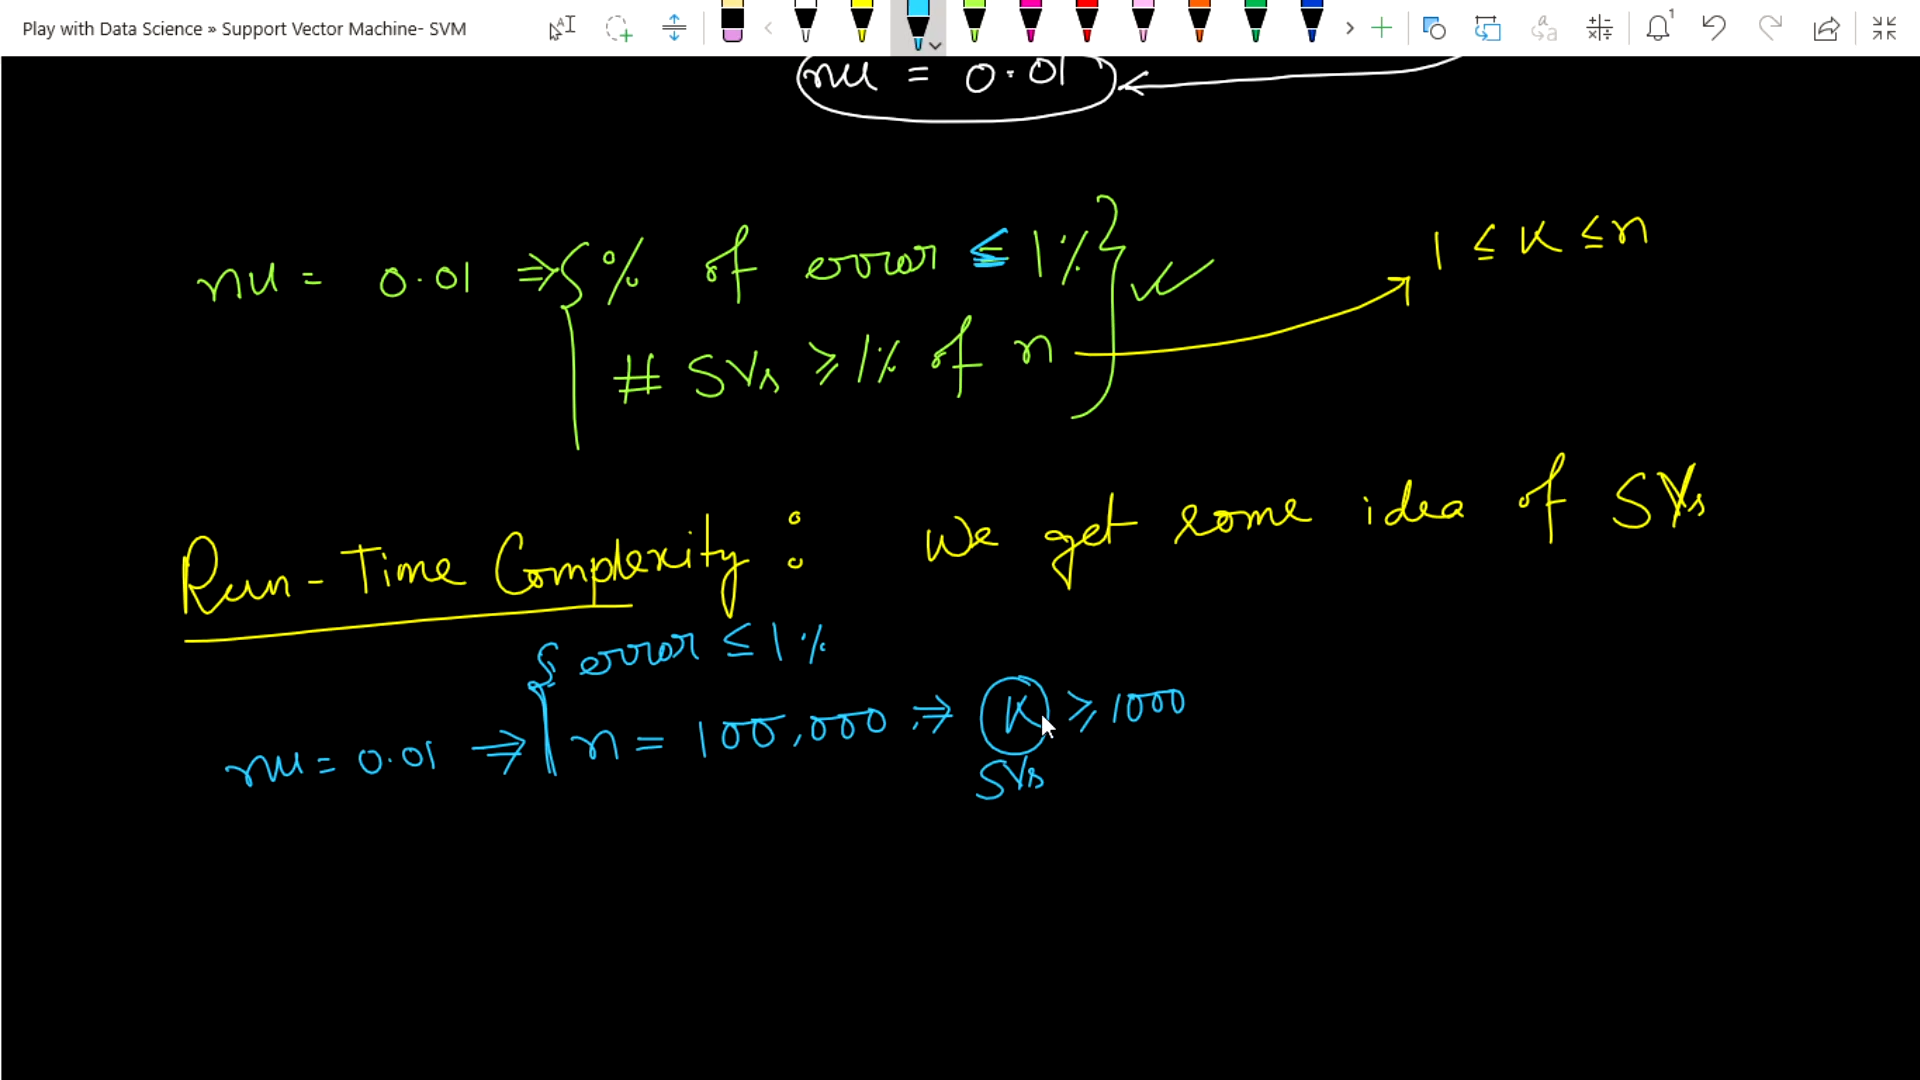 Play with Data Science » Support Vector Machine- SVM
nu = 0.01
nu = 0.01 ⇒ { % of error ≤ 1% } ✓✓
1 ≤ K ≤ n
# SVs ≥ 1% of n
Run-Time Complexity : We get some idea of SVs
{ error ≤ 1%
nu = 0.01 ⇒ n = 100,000 ⇒ K ≥ 1000
SVs